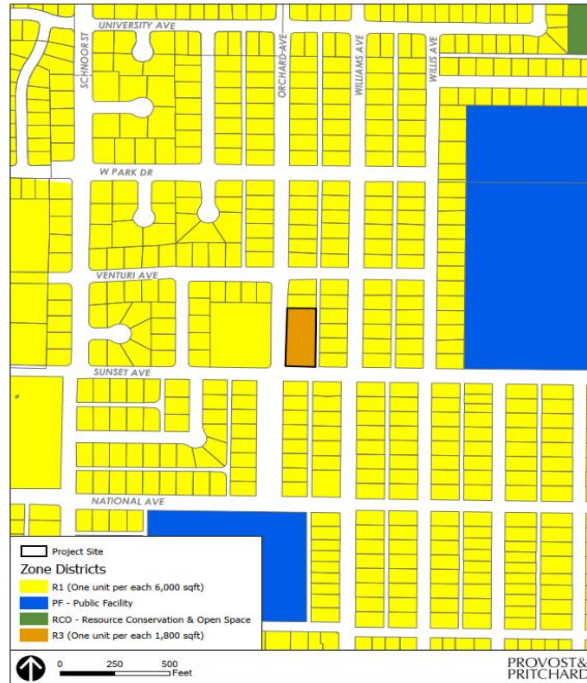 UNIVERSITY AVE
SCHNOOR ST
ORCHARD AVE
WILLIAMS AVE
WILLIS AVE
W PARK DR
VENTURI AVE
SUNSET AVE
NATIONAL AVE
Project Site
Zone Districts
R1 (One unit per each 6,000 sqft)
PF - Public Facility
RCO - Resource Conservation & Open Space
R3 (One unit per each 1,800 sqft)
0 250 500
Feet
PROVOST&
PRITCHARD